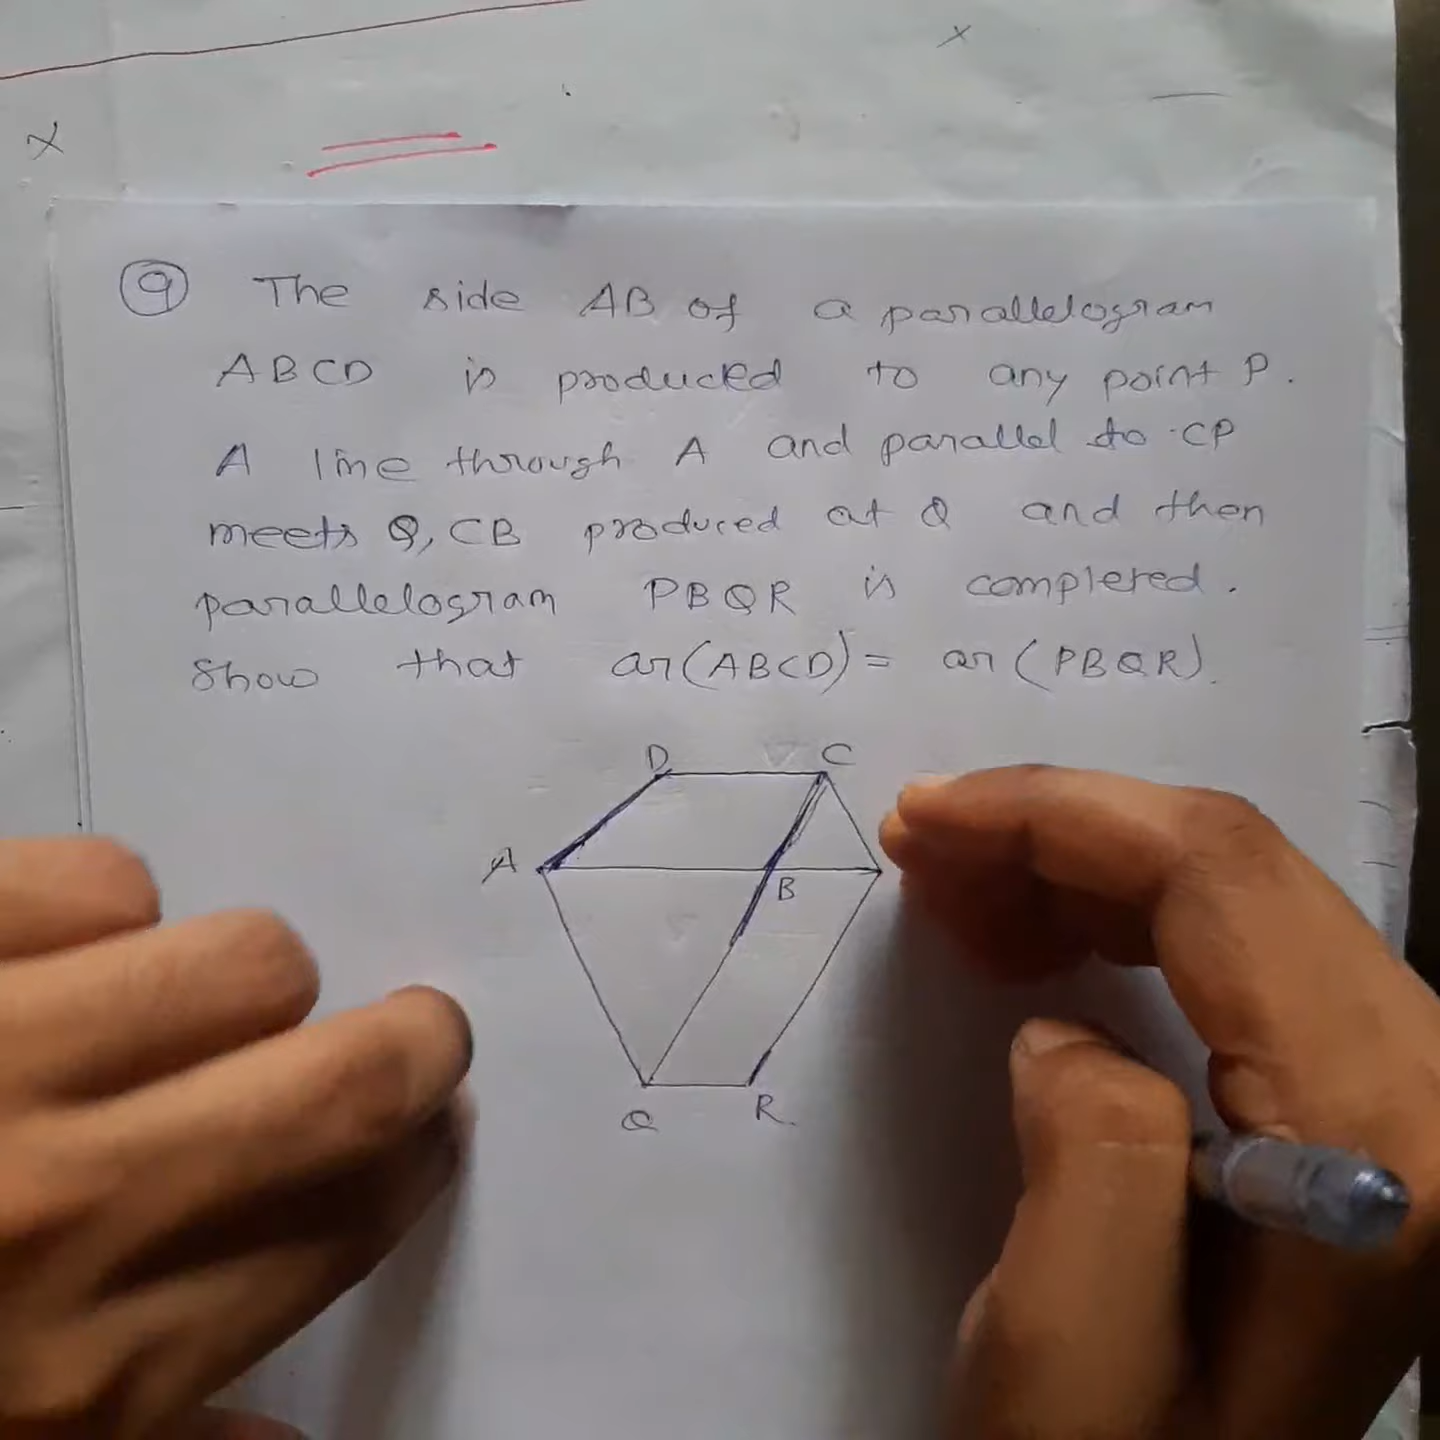 9 The side AB of a parallelogram
ABCD is produced to any point P.
A line through A and parallel to CP
meets Q, CB produced at Q and then
parallelogram PBQR is completed.
Show that ar(ABCD) = ar (PBQR).
D C
A B
Q R